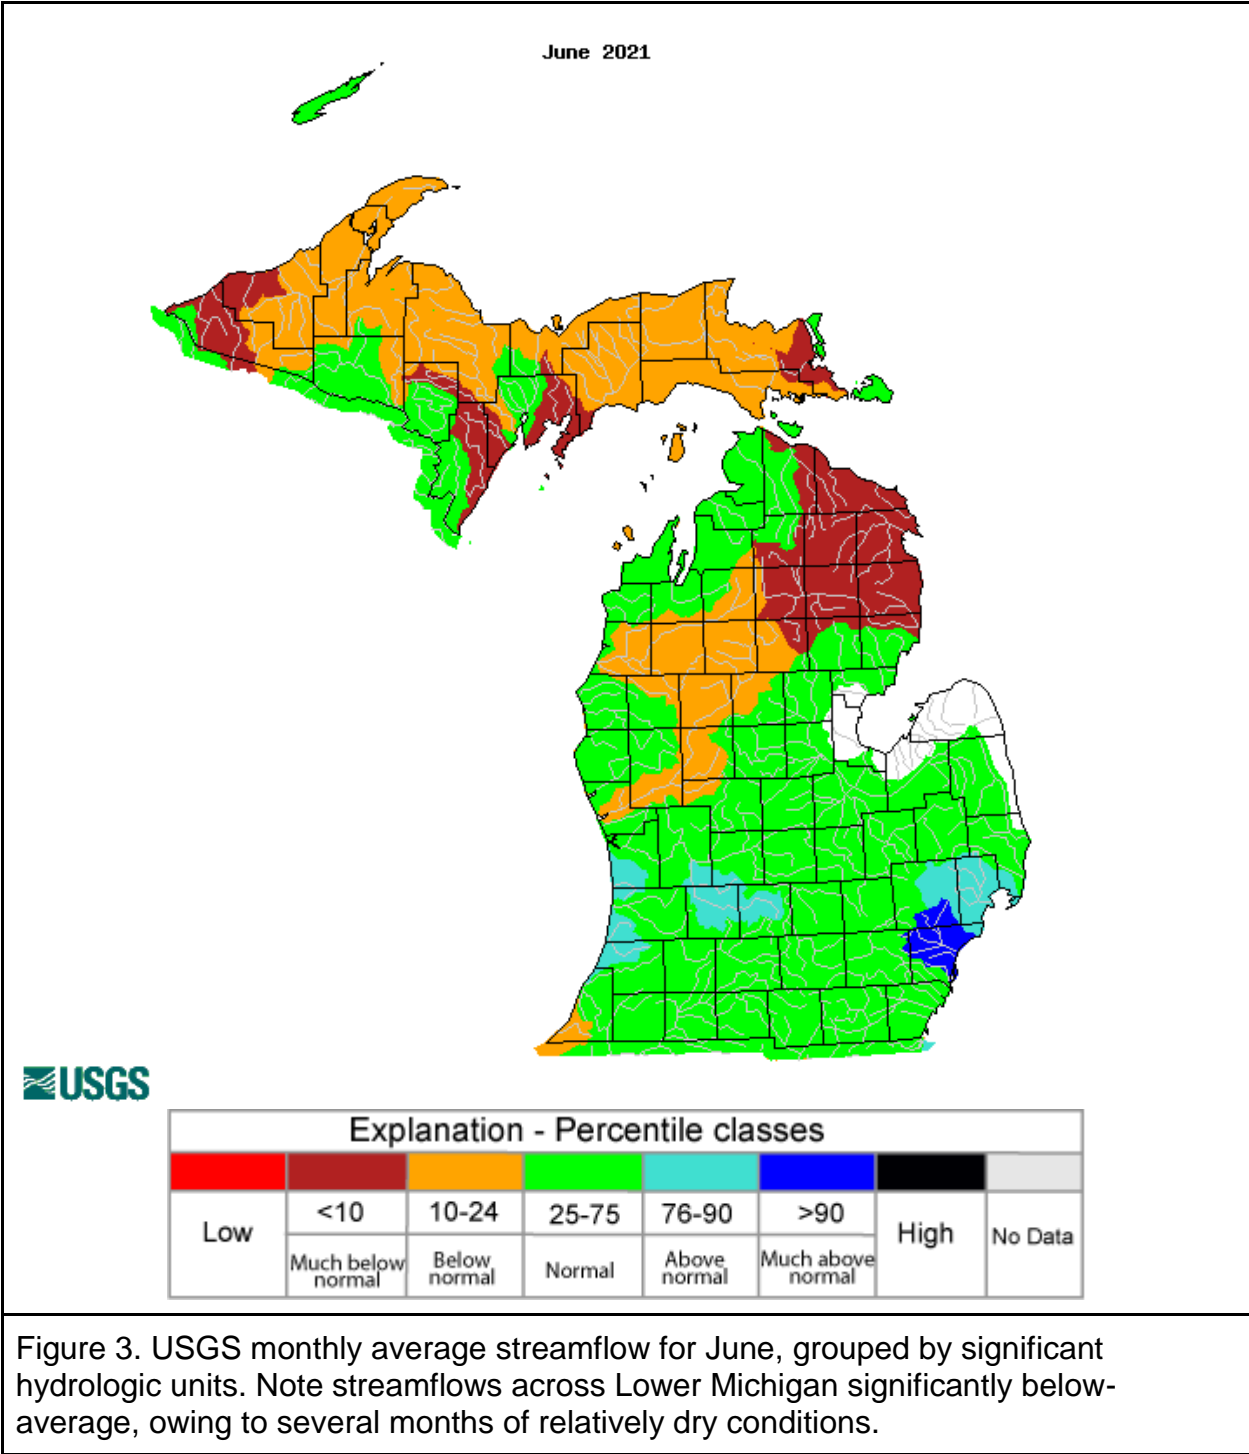 June 2021
USGS
Explanation - Percentile classes
Low
<10
10-24
25-75
76-90
>90
High
No Data
Much below
normal
Below
normal
Normal
Above
normal
Much above
normal
Figure 3. USGS monthly average streamflow for June, grouped by significant
hydrologic units. Note streamflows across Lower Michigan significantly below-
average, owing to several months of relatively dry conditions.